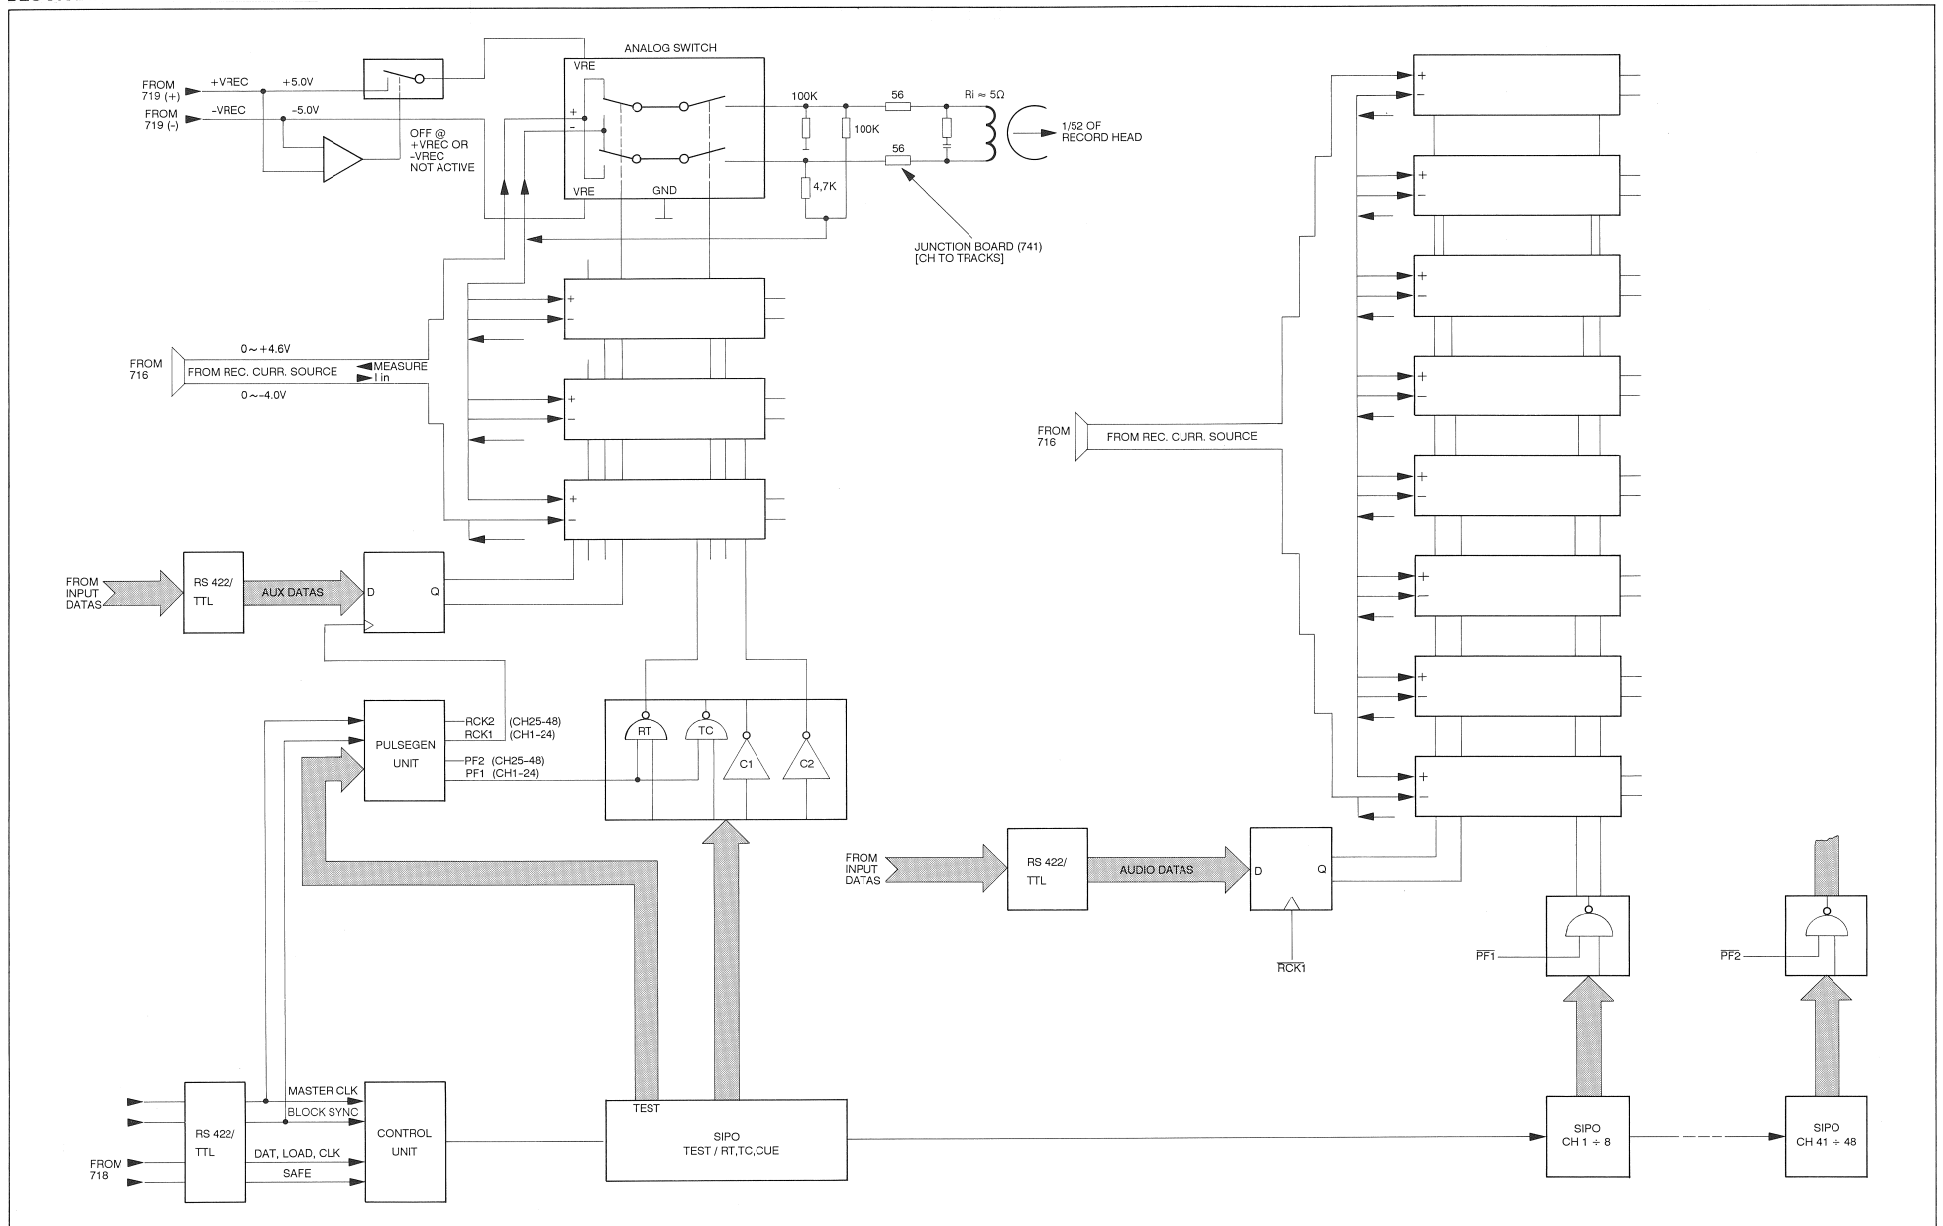 ANALOG SWITCH
VRE
FROM
719 (+)
+VREC
+5.0V
FROM
719 (-)
-VREC
-5.0V
OFF @
+VREC OR
-VREC
NOT ACTIVE
+
-
VRE
GND
100K
100K
56
Ri ≈ 5Ω
1/52 OF
RECORD HEAD
56
4,7K
JUNCTION BOARD (741)
[CH TO TRACKS]
+
-
+
-
+
-
FROM
716
0~+4.6V
FROM REC. CURR. SOURCE
MEASURE
I in
0~-4.0V
FROM
INPUT
DATAS
RS 422/
TTL
AUX DATAS
D
Q
PULSEGEN
UNIT
RCK2 (CH25-48)
RCK1 (CH1-24)
PF2 (CH25-48)
PF1 (CH1-24)
RT
TC
C1
C2
FROM
718
RS 422/
TTL
MASTER CLK
BLOCK SYNC
DAT, LOAD, CLK
SAFE
CONTROL
UNIT
TEST
SIPO
TEST / RT,TC,CUE
+
-
+
-
+
-
+
-
+
-
+
-
+
-
+
-
FROM
716
FROM REC. CURR. SOURCE
FROM
INPUT
DATAS
RS 422/
TTL
AUDIO DATAS
D
Q
RCK1
PF1
PF2
SIPO
CH 1 ÷ 8
SIPO
CH 41 ÷ 48